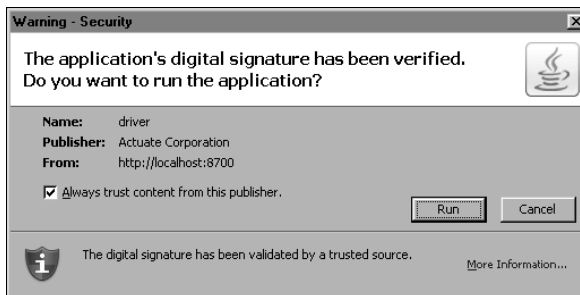 Warning - Security
The application's digital signature has been verified.
Do you want to run the application?
Name: driver
Publisher: Actuate Corporation
From: http://localhost:8700
Always trust content from this publisher.
Run Cancel
The digital signature has been validated by a trusted source.
More Information...